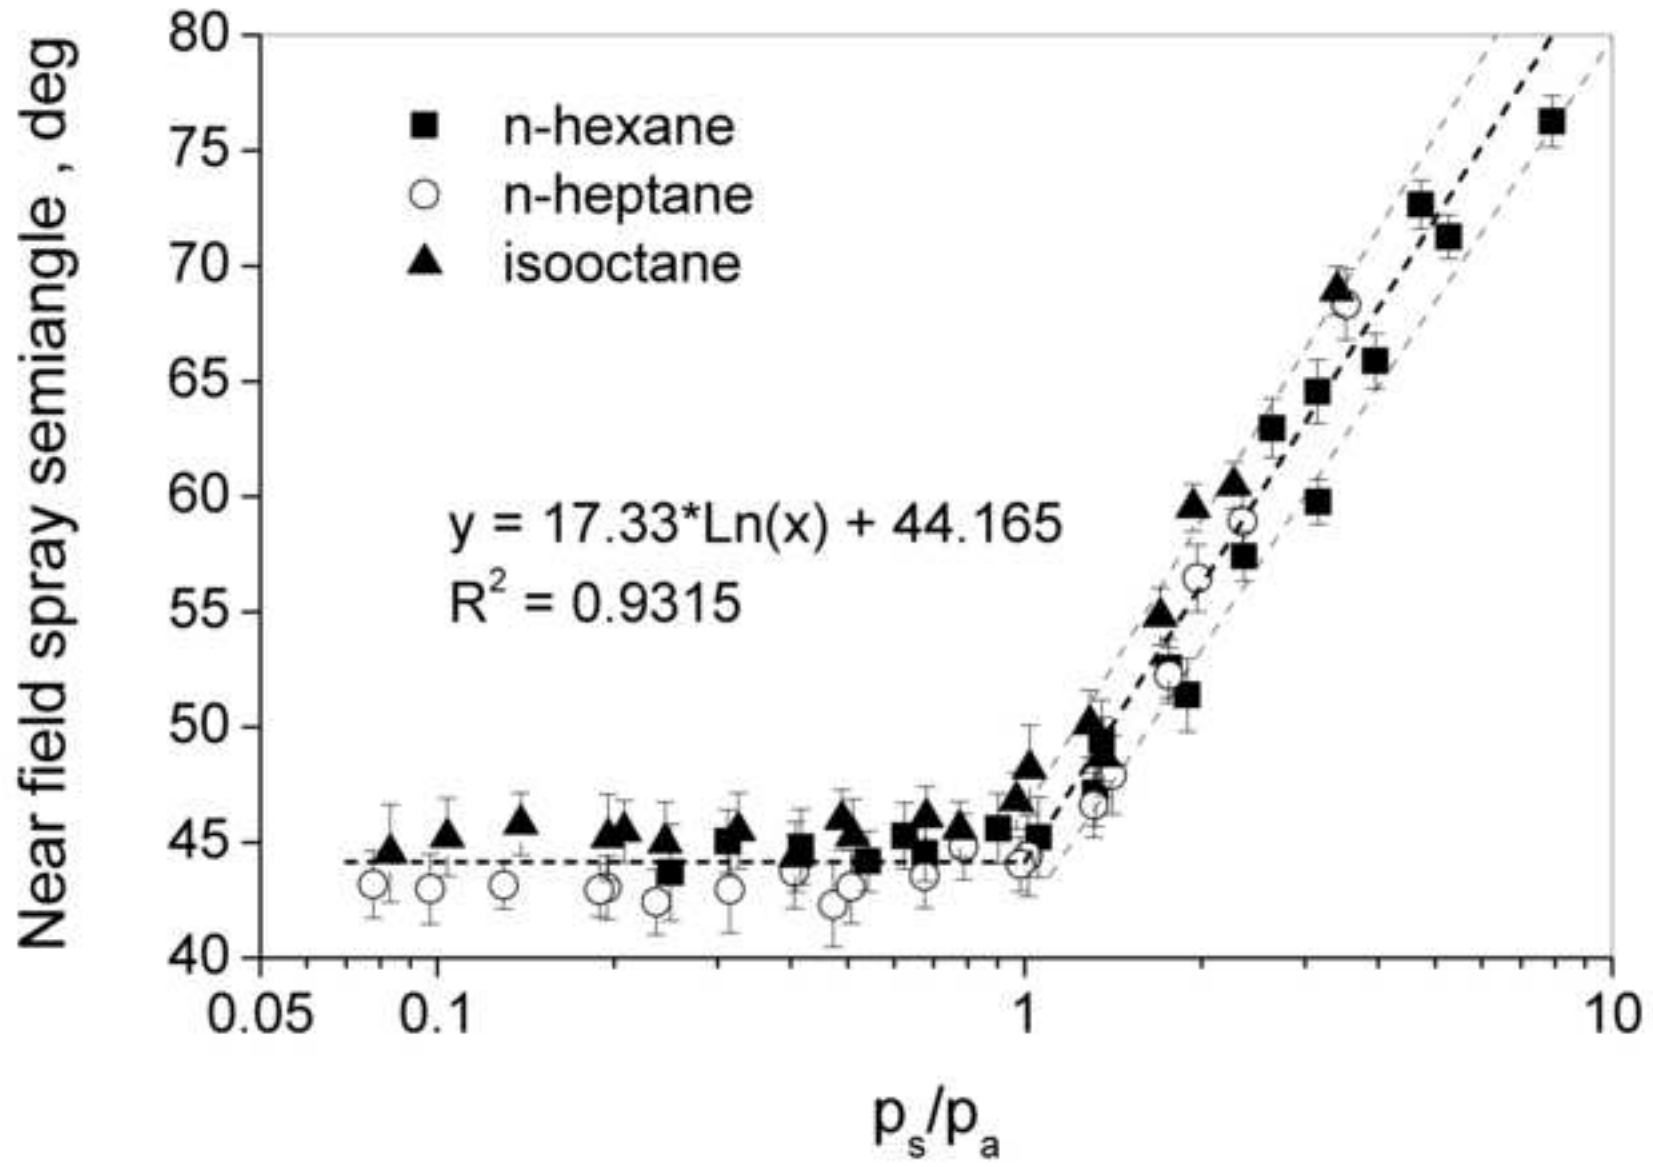 Near field spray semiangle , deg
80
75
70
65
60
55
50
45
40
n-hexane
n-heptane
isooctane
y = 17.33*Ln(x) + 44.165
R² = 0.9315
0.05 0.1 1 10
pₛ/pₐ